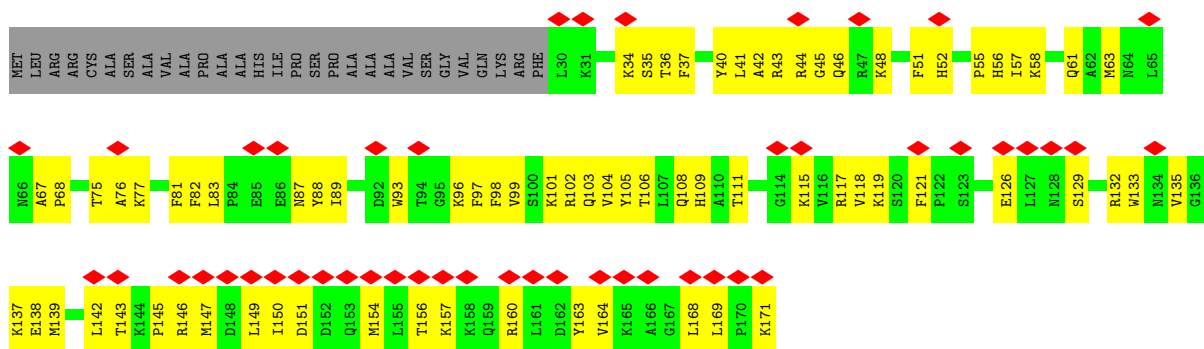 MET LEU ARG ARG CYS ALA SER ALA VAL ALA PRO ALA ALA HIS ILE PRO SER PRO ALA ALA ALA VAL SER GLY VAL GLN LYS ARG PHE L30 K31 K34 S35 T36 F37 Y40 L41 A42 R43 R44 G45 Q46 R47 K48 F51 H52 P55 H56 I57 K58 Q61 A62 M63 N64 L65
N66 A67 P68 T75 A76 K77 F81 F82 L83 P84 E85 E86 N87 Y88 I89 D92 W93 T94 G95 K96 F97 F98 V99 S100 K101 R102 Q103 V104 Y105 T106 L107 Q108 H109 A110 T111 G114 K115 V116 R117 V118 K119 S120 F121 P122 S123 E126 L127 N128 S129 R132 W133 N134 V135 G136
K137 E138 M139 L142 T143 K144 P145 R146 M147 D148 L149 I150 D151 D152 Q153 M154 L155 T156 K157 K158 Q159 R160 L161 D162 Y163 V164 K165 A166 G167 L168 L169 P170 K171